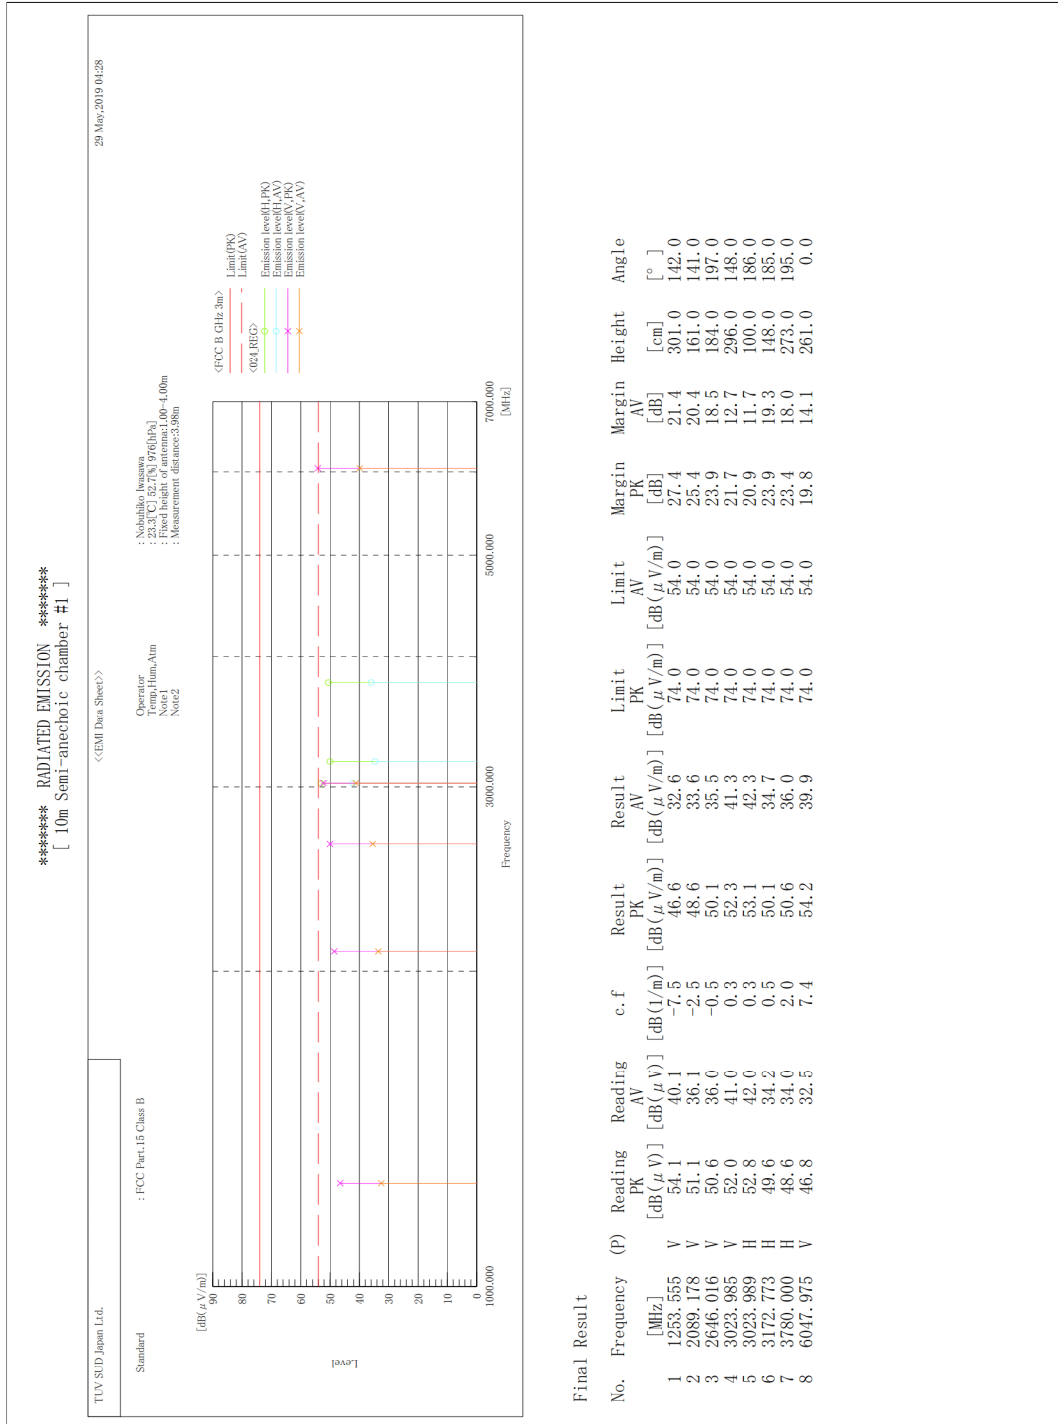 ******* RADIATED EMISSION *******
[ 10m Semi-anechoic chamber #1 ]
TUV SUD Japan Ltd.
<<EMI Data Sheet>>
29 May,2019 04:28
Standard : FCC Part.15 Class B
Operator : Nobuhiko Iwasawa
Temp,Hum,Atm : 23.3[℃] 52.7[%] 976[hPa]
Note1 : Fixed height of antenna:1.00-4.00m
Note2 : Measurement distance:3.98m
<FCC B GHz 3m>
Limit(PK)
Limit(AV)
<024_REG>
Emission level(H,PK)
Emission level(H,AV)
Emission level(V,PK)
Emission level(V,AV)
[dB(μV/m)]
90
80
70
60
50
40
30
20
10
0
Level
1000.000 3000.000 5000.000 7000.000
[MHz]
Frequency
Final Result
No. Frequency (P) Reading Reading c.f Result Result Limit Limit Margin Margin Height Angle
PK AV PK AV PK AV PK AV
[MHz] [dB(μV)] [dB(μV)] [dB(1/m)] [dB(μV/m)] [dB(μV/m)] [dB(μV/m)] [dB(μV/m)] [dB] [dB] [cm] [°]
1 1253.555 V 54.1 40.1 -7.5 46.6 32.6 74.0 54.0 27.4 21.4 301.0 142.0
2 2089.178 V 51.1 36.1 -2.5 48.6 33.6 74.0 54.0 25.4 20.4 161.0 141.0
3 2646.016 V 50.6 36.0 -0.5 50.1 35.5 74.0 54.0 23.9 18.5 184.0 197.0
4 3023.985 V 52.0 41.0 0.3 52.3 41.3 74.0 54.0 21.7 12.7 296.0 148.0
5 3023.989 H 52.8 42.0 0.3 53.1 42.3 74.0 54.0 20.9 11.7 100.0 186.0
6 3172.773 H 49.6 34.2 0.5 50.1 34.7 74.0 54.0 23.9 19.3 148.0 185.0
7 3780.000 H 48.6 34.0 2.0 50.6 36.0 74.0 54.0 23.4 18.0 273.0 195.0
8 6047.975 V 46.8 32.5 7.4 54.2 39.9 74.0 54.0 19.8 14.1 261.0 0.0